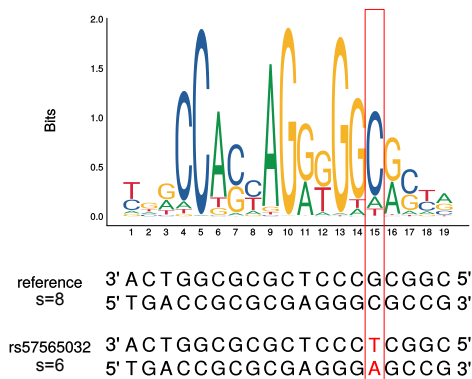 2.0
1.5
1.0
0.5
0.0
Bits
1 2 3 4 5 6 7 8 9 10 11 12 13 14 15 16 17 18 19
reference
s=8
3' A C T G G C G C G C T C C C G C G G C 5'
5' T G A C C G C G C G A G G G C G C C G 3'
rs57565032
s=6
3' A C T G G C G C G C T C C C T C G G C 5'
5' T G A C C G C G C G A G G G A G C C G 3'